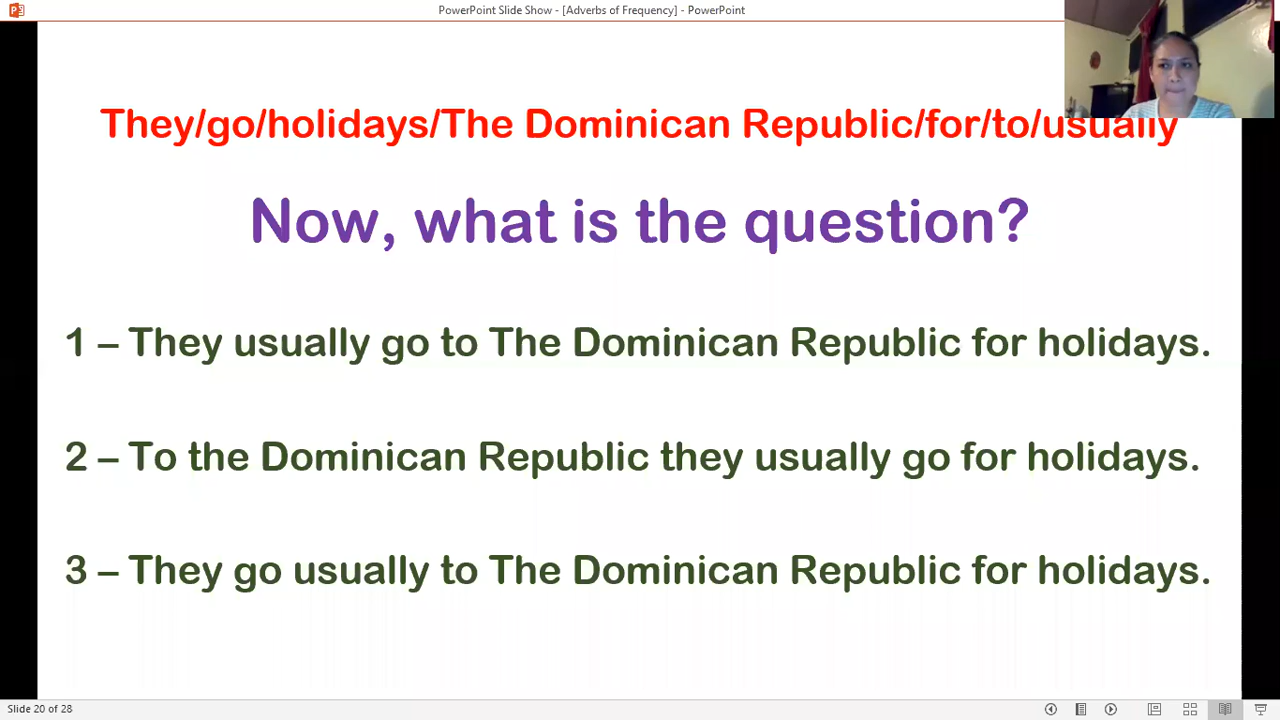 PowerPoint Slide Show - [Adverbs of Frequency] - PowerPoint
They/go/holidays/The Dominican Republic/for/to/usually
Now, what is the question?
1 – They usually go to The Dominican Republic for holidays.
2 – To the Dominican Republic they usually go for holidays.
3 – They go usually to The Dominican Republic for holidays.
Slide 20 of 28